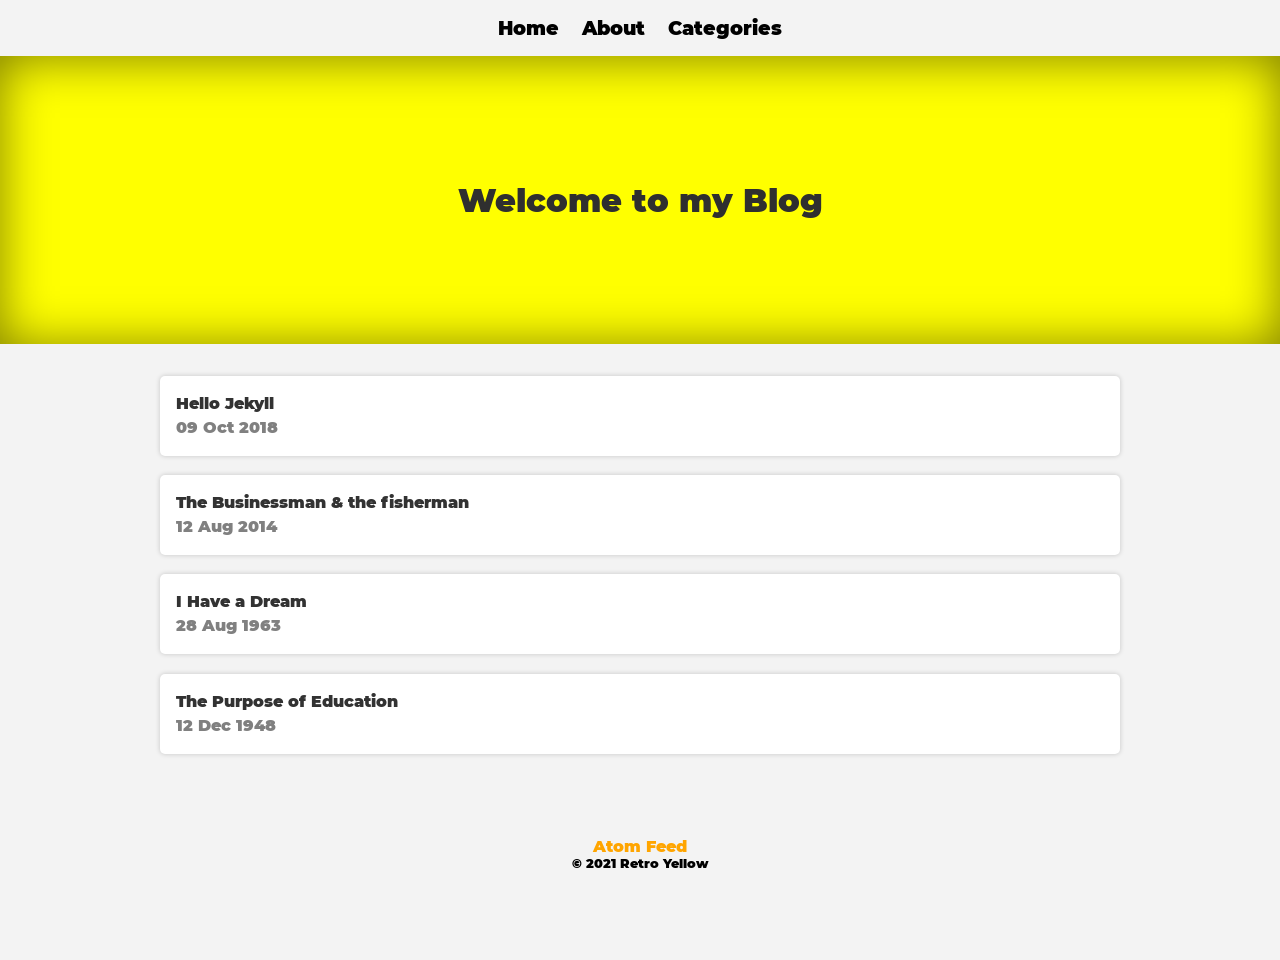 Home About Categories
Welcome to my Blog
Hello Jekyll
09 Oct 2018
The Businessman & the fisherman
12 Aug 2014
I Have a Dream
28 Aug 1963
The Purpose of Education
12 Dec 1948
Atom Feed
© 2021 Retro Yellow